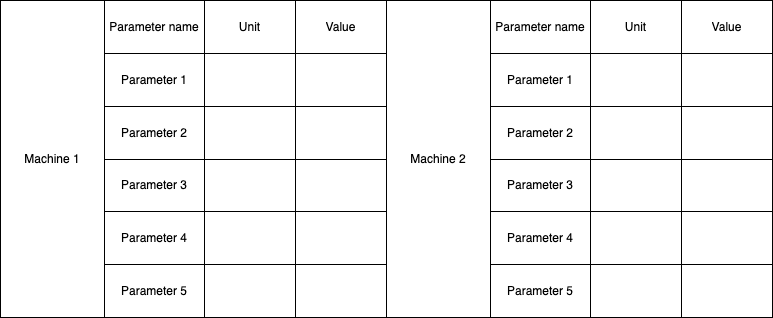 Parameter name Unit Value Parameter name Unit Value
Parameter 1 Parameter 1
Parameter 2 Parameter 2
Machine 1 Machine 2
Parameter 3 Parameter 3
Parameter 4 Parameter 4
Parameter 5 Parameter 5